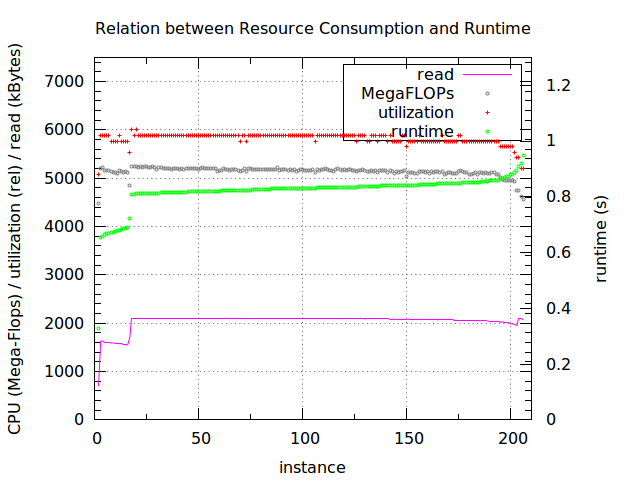 Relation between Resource Consumption and Runtime
CPU (Mega-Flops) / utilization (rel) / read (kBytes)
7000
6000
5000
4000
3000
2000
1000
0
read
MegaFLOPs
utilization
runtime
1.2
1
0.8
0.6
0.4
0.2
0
runtime (s)
0 50 100 150 200
instance